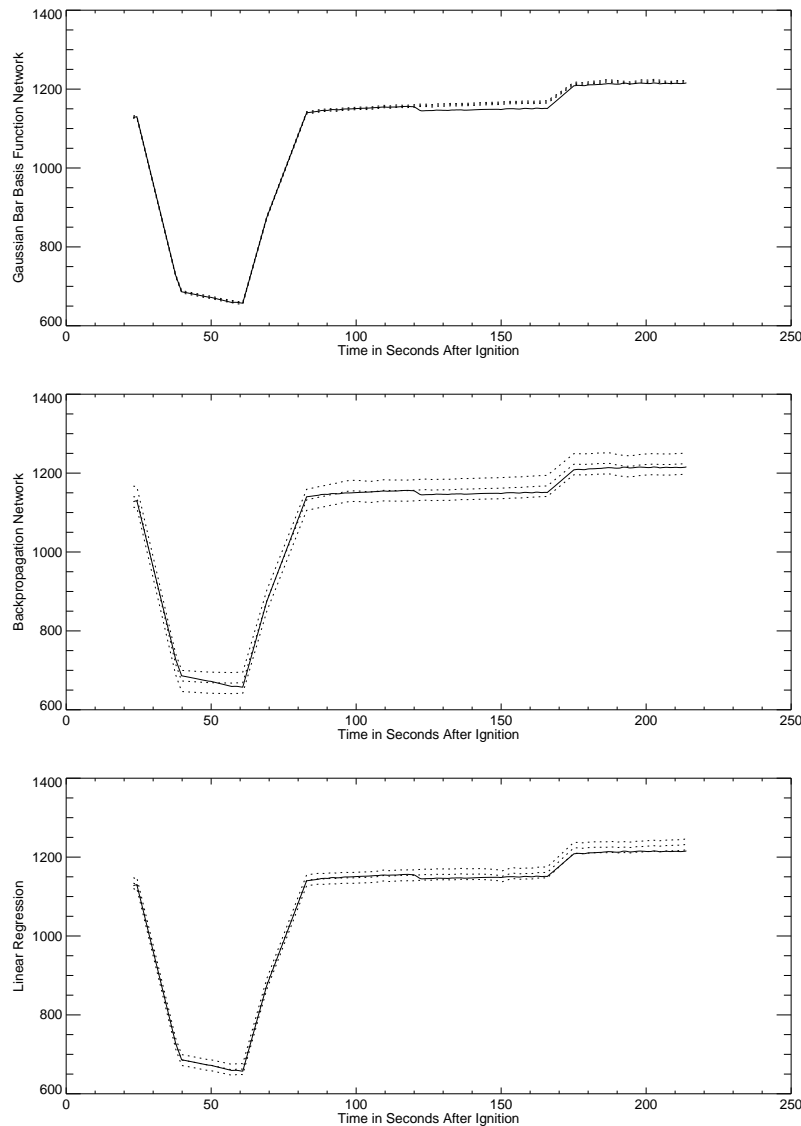 1400
1200
1000
800
600
Gaussian Bar Basis Function Network
0 50 100 150 200 250
Time in Seconds After Ignition
1400
1200
1000
800
600
Backpropagation Network
0 50 100 150 200 250
Time in Seconds After Ignition
1400
1200
1000
800
600
Linear Regression
0 50 100 150 200 250
Time in Seconds After Ignition